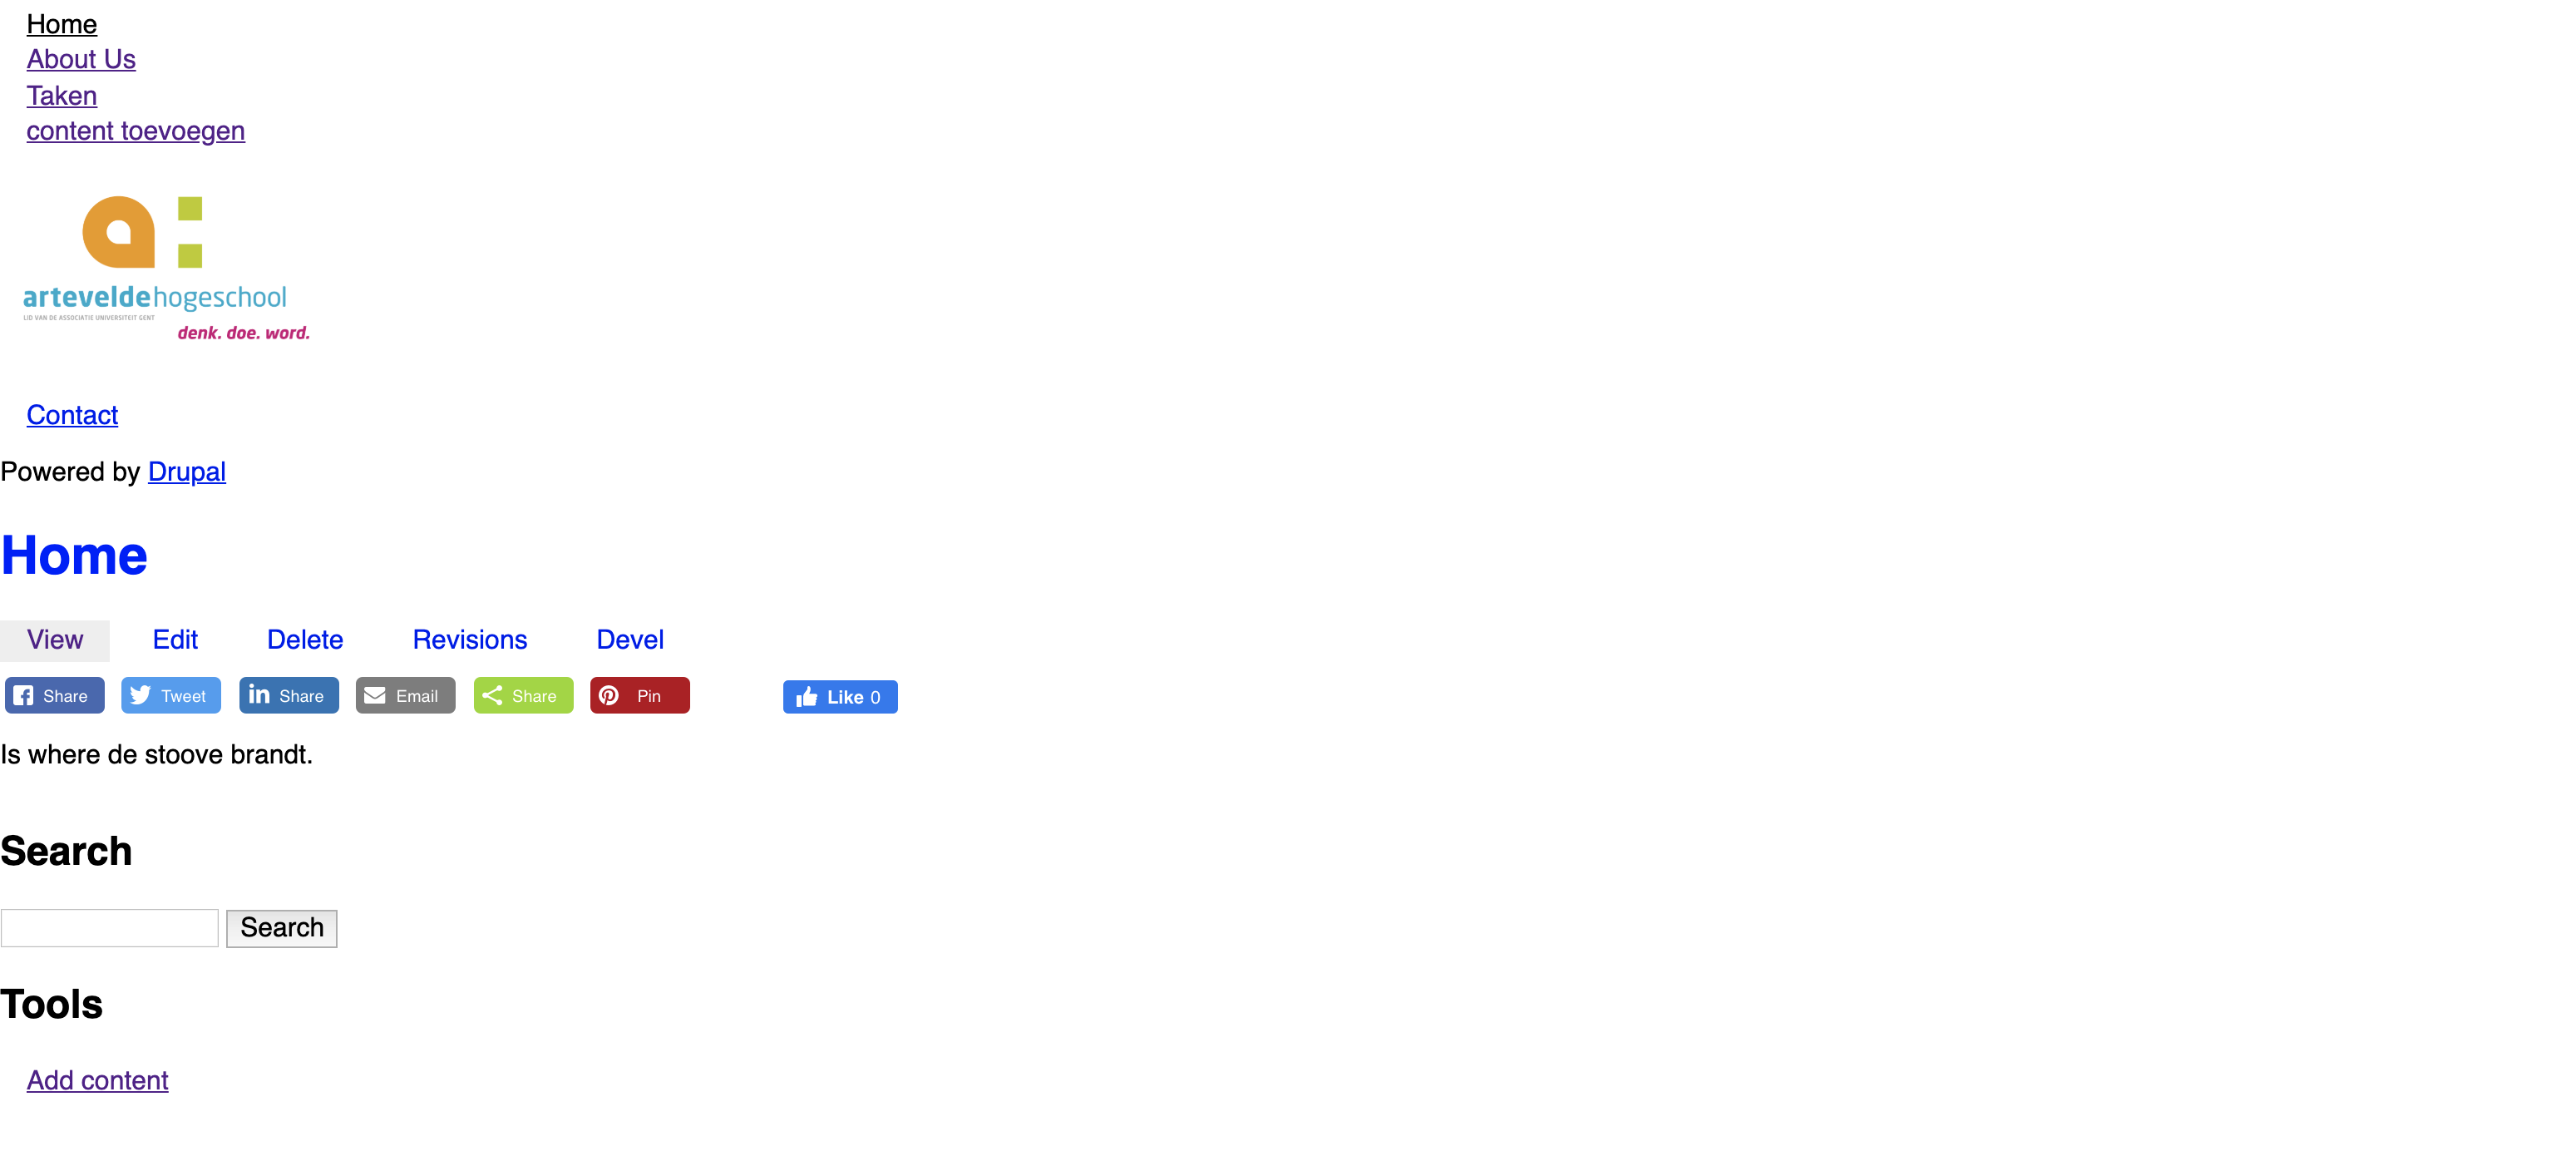 Home
About Us
Taken
content toevoegen
a:
arteveldehogeschool
LID VAN DE ASSOCIATIE UNIVERSITEIT GENT
denk. doe. word.
Contact
Powered by Drupal
Home
View Edit Delete Revisions Devel
Share Tweet Share Email Share Pin Like 0
Is where de stoove brandt.
Search
Search
Tools
Add content